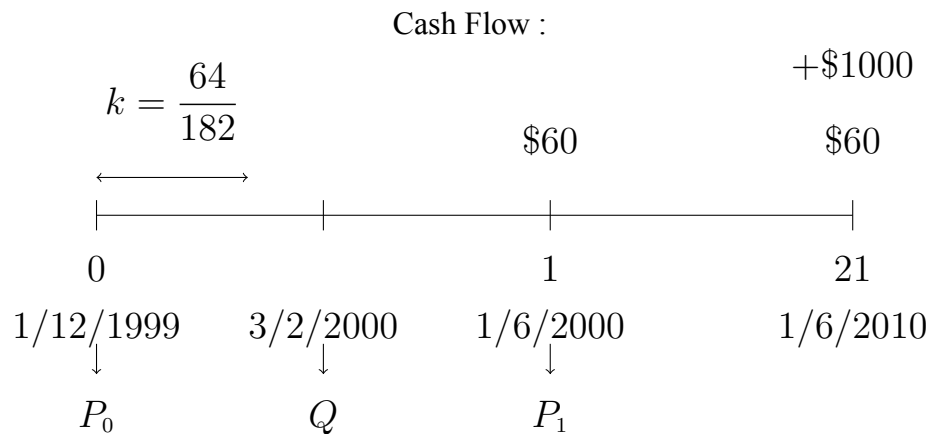 Cash Flow :
+$1000
k = 64/182
$60 $60
0 1 21
1/12/1999 3/2/2000 1/6/2000 1/6/2010
P₀ Q P₁